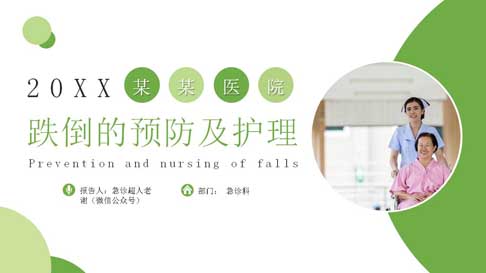 20XX 某某医院
跌倒的预防及护理
Prevention and nursing of falls
报告人：急诊超人老谢（微信公众号）
部门： 急诊科